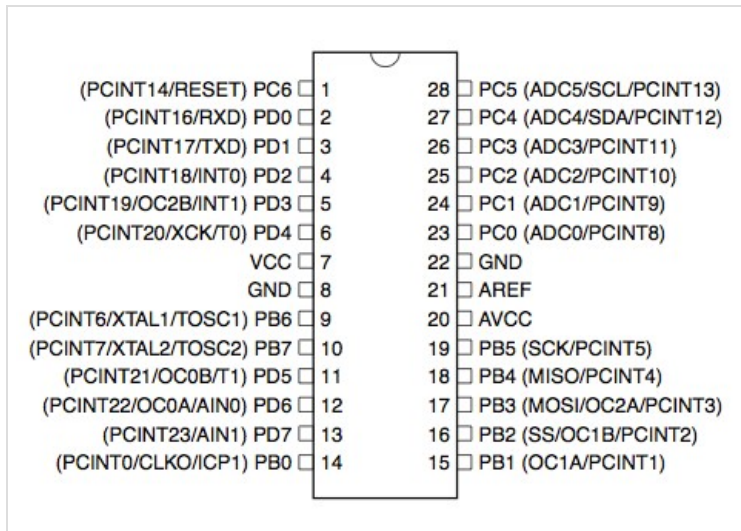 (PCINT14/RESET) PC6 1 28 PC5 (ADC5/SCL/PCINT13)
(PCINT16/RXD) PD0 2 27 PC4 (ADC4/SDA/PCINT12)
(PCINT17/TXD) PD1 3 26 PC3 (ADC3/PCINT11)
(PCINT18/INT0) PD2 4 25 PC2 (ADC2/PCINT10)
(PCINT19/OC2B/INT1) PD3 5 24 PC1 (ADC1/PCINT9)
(PCINT20/XCK/T0) PD4 6 23 PC0 (ADC0/PCINT8)
VCC 7 22 GND
GND 8 21 AREF
(PCINT6/XTAL1/TOSC1) PB6 9 20 AVCC
(PCINT7/XTAL2/TOSC2) PB7 10 19 PB5 (SCK/PCINT5)
(PCINT21/OC0B/T1) PD5 11 18 PB4 (MISO/PCINT4)
(PCINT22/OC0A/AIN0) PD6 12 17 PB3 (MOSI/OC2A/PCINT3)
(PCINT23/AIN1) PD7 13 16 PB2 (SS/OC1B/PCINT2)
(PCINT0/CLKO/ICP1) PB0 14 15 PB1 (OC1A/PCINT1)